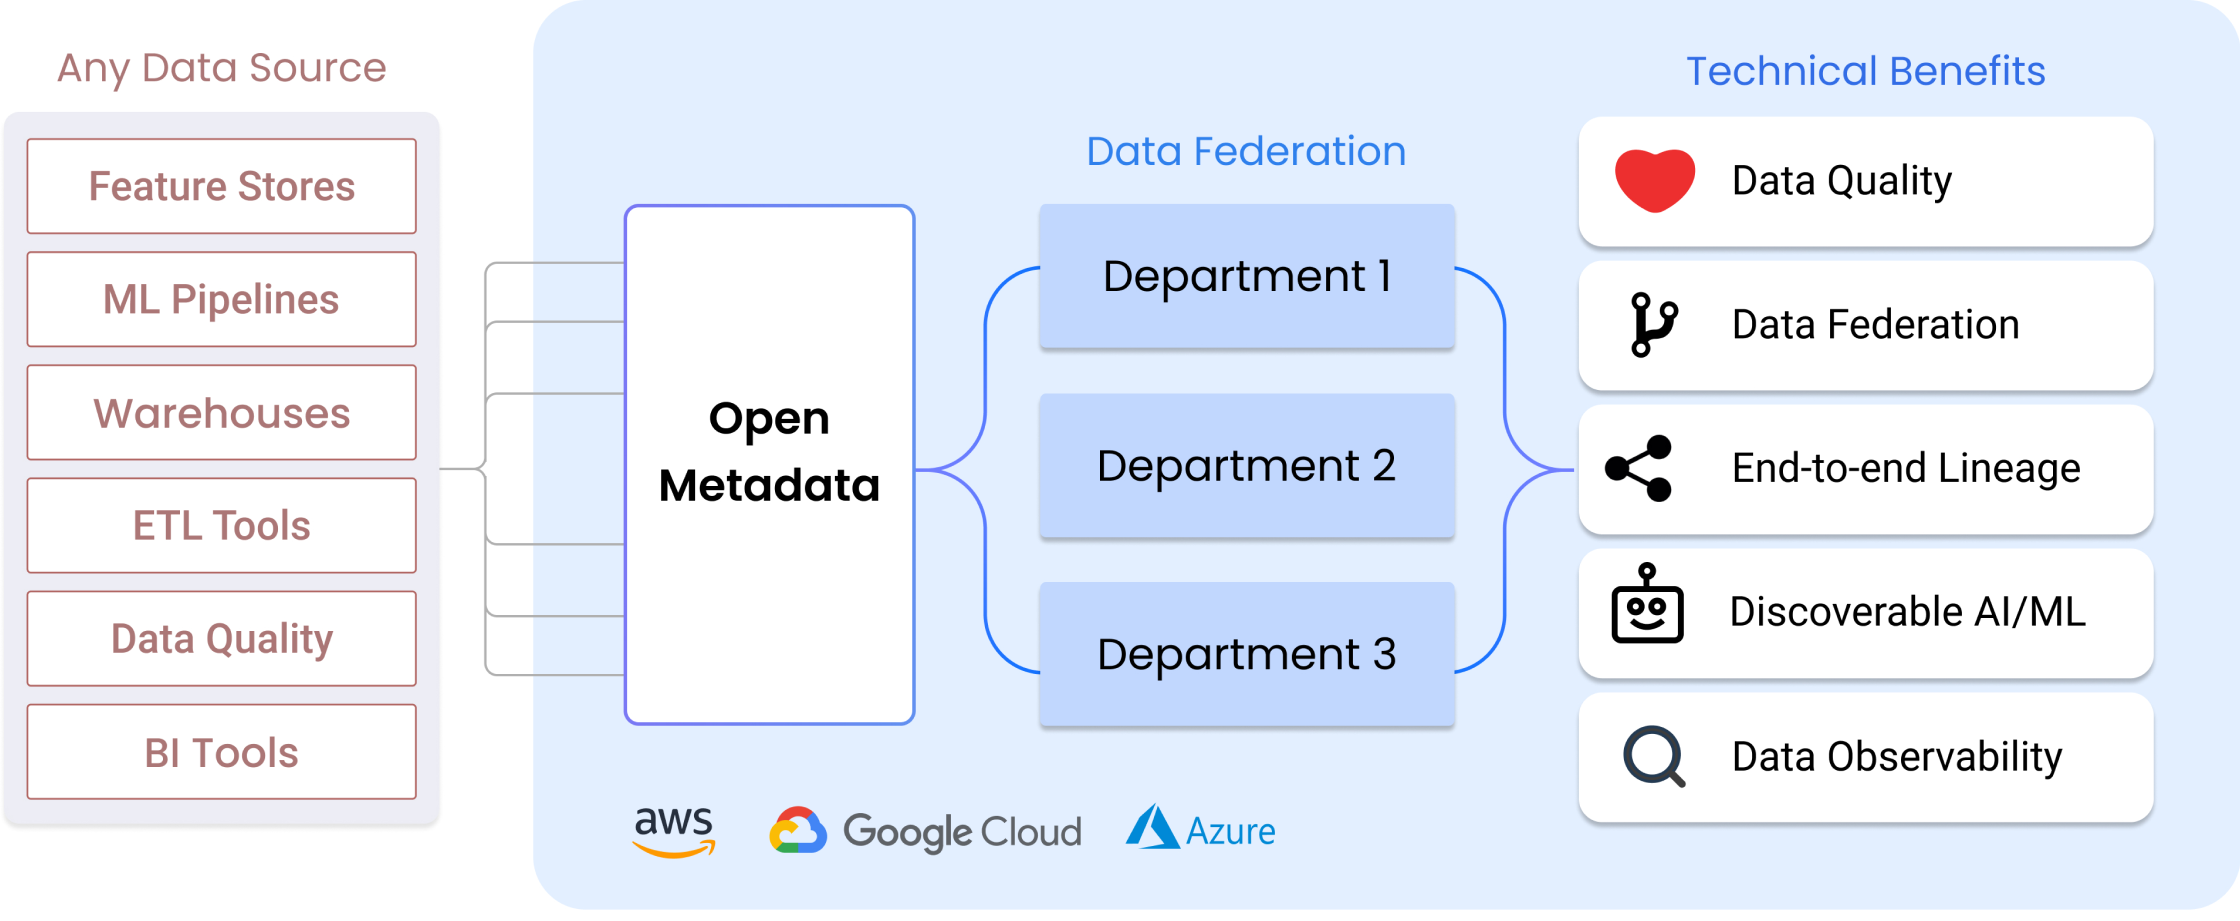 Any Data Source
Feature Stores
ML Pipelines
Warehouses
ETL Tools
Data Quality
BI Tools
Open
Metadata
Data Federation
Department 1
Department 2
Department 3
Technical Benefits
Data Quality
Data Federation
End-to-end Lineage
Discoverable AI/ML
Data Observability
aws
Google Cloud
Azure